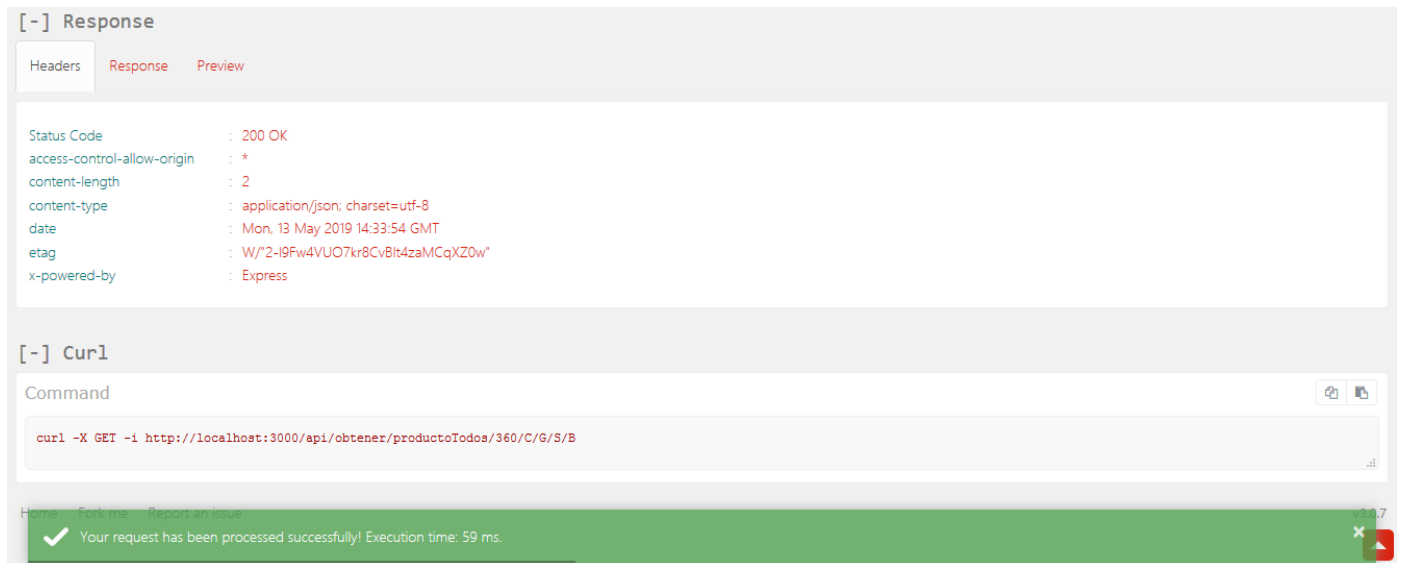 [-] Response
Headers Response Preview
Status Code : 200 OK
access-control-allow-origin : *
content-length : 2
content-type : application/json; charset=utf-8
date : Mon, 13 May 2019 14:33:54 GMT
etag : W/"2-l9Fw4VUO7kr8CvBlt4zaMCqXZ0w"
x-powered-by : Express
[-] Curl
Command
curl -X GET -i http://localhost:3000/api/obtener/productoTodos/360/C/G/S/B
Home Fork me Report an issue v3.0.7
Your request has been processed successfully! Execution time: 59 ms. ×